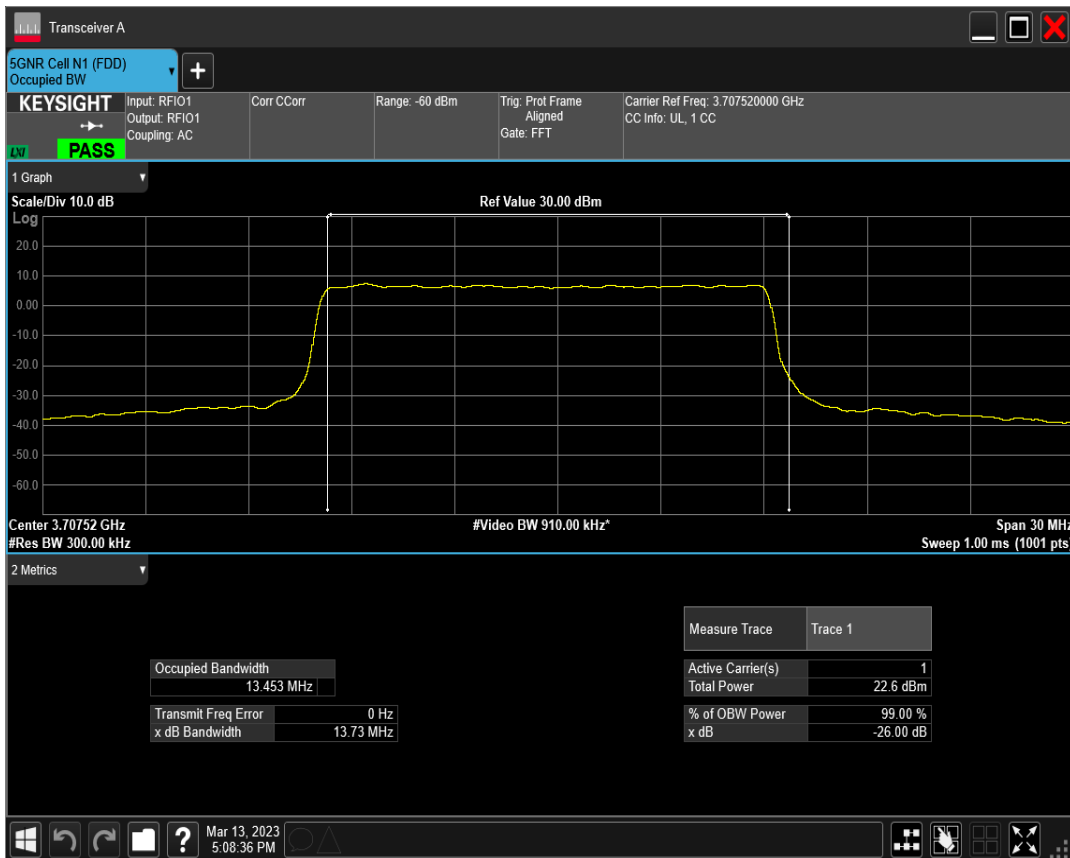 Transceiver A
5GNR Cell N1 (FDD)
Occupied BW
+
KEYSIGHT
LXI
PASS
Input: RFIO1
Output: RFIO1
Coupling: AC
Corr CCorr
Range: -60 dBm
Trig: Prot Frame
Aligned
Gate: FFT
Carrier Ref Freq: 3.707520000 GHz
CC Info: UL, 1 CC
1 Graph
Scale/Div 10.0 dB
Ref Value 30.00 dBm
Log
20.0
10.0
0.00
-10.0
-20.0
-30.0
-40.0
-50.0
-60.0
Center 3.70752 GHz
#Video BW 910.00 kHz*
Span 30 MHz
#Res BW 300.00 kHz
Sweep 1.00 ms (1001 pts)
2 Metrics
Measure Trace Trace 1
Occupied Bandwidth
13.453 MHz
Active Carrier(s) 1
Total Power 22.6 dBm
Transmit Freq Error 0 Hz
x dB Bandwidth 13.73 MHz
% of OBW Power 99.00 %
x dB -26.00 dB
?
Mar 13, 2023
5:08:36 PM